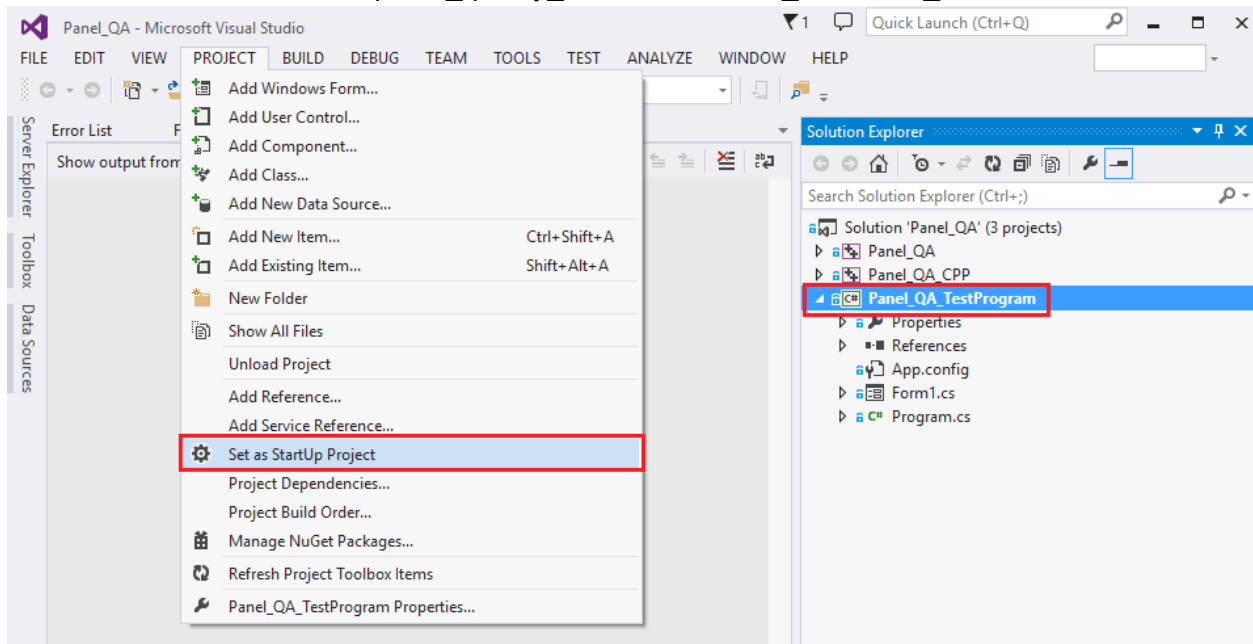 Panel_QA - Microsoft Visual Studio
1
Quick Launch (Ctrl+Q)
FILE EDIT VIEW PROJECT BUILD DEBUG TEAM TOOLS TEST ANALYZE WINDOW HELP
Add Windows Form...
Add User Control...
Add Component...
Add Class...
Add New Data Source...
Add New Item... Ctrl+Shift+A
Add Existing Item... Shift+Alt+A
New Folder
Show All Files
Unload Project
Add Reference...
Add Service Reference...
Set as StartUp Project
Project Dependencies...
Project Build Order...
Manage NuGet Packages...
Refresh Project Toolbox Items
Panel_QA_TestProgram Properties...
Server Explorer
Toolbox
Data Sources
Error List F
Show output from
Solution Explorer
Search Solution Explorer (Ctrl+;)
Solution 'Panel_QA' (3 projects)
Panel_QA
Panel_QA_CPP
C# Panel_QA_TestProgram
Properties
References
App.config
Form1.cs
C# Program.cs